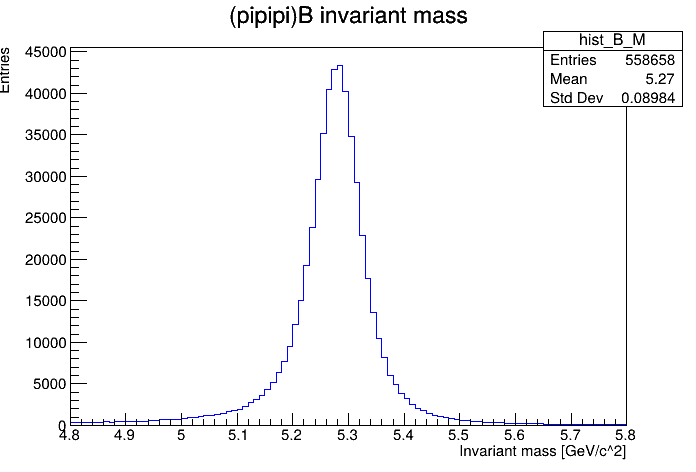 (pipipi)B invariant mass
hist_B_M
Entries 558658
Mean 5.27
Std Dev 0.08984
Entries
45000
40000
35000
30000
25000
20000
15000
10000
5000
0
4.8 4.9 5 5.1 5.2 5.3 5.4 5.5 5.6 5.7 5.8
Invariant mass [GeV/c^2]